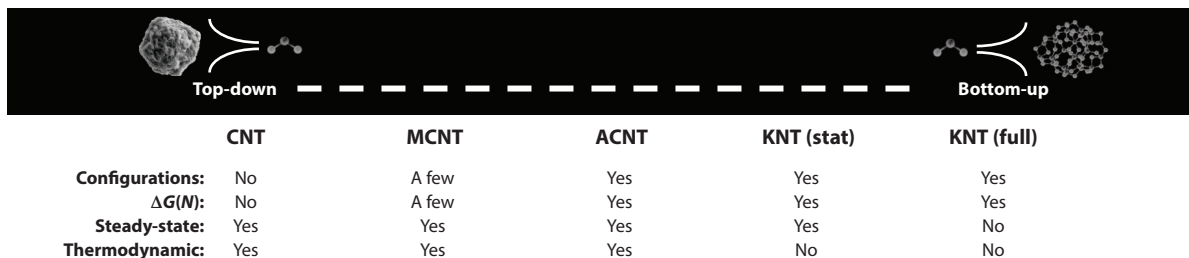 Top-down Bottom-up
CNT MCNT ACNT KNT (stat) KNT (full)
Configurations: No A few Yes Yes Yes
ΔG(N): No A few Yes Yes Yes
Steady-state: Yes Yes Yes Yes No
Thermodynamic: Yes Yes Yes No No